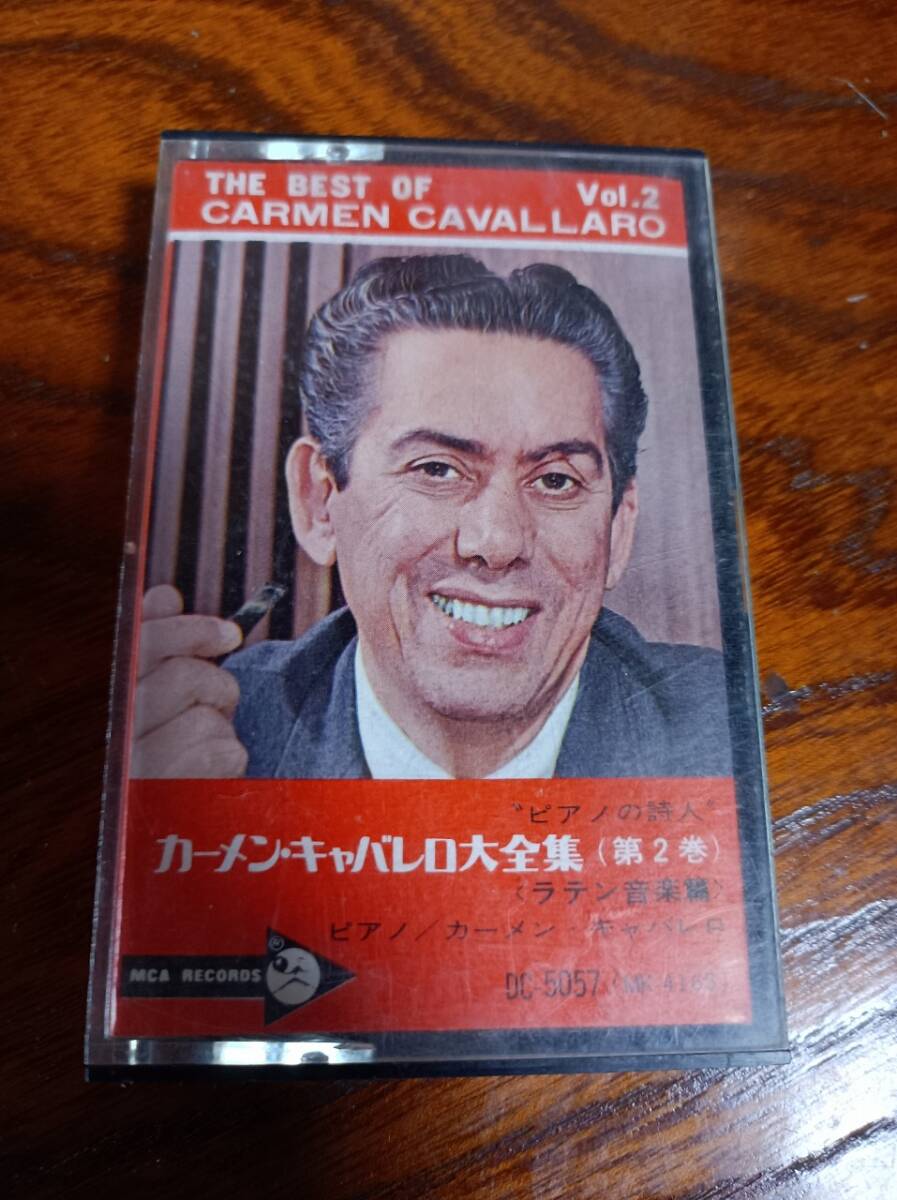 THE BEST OF Vol.2
CARMEN CAVALLARO
"ピアノの詩人"
カーメン・キャバレロ大全集(第2巻)
〈ラテン音楽篇〉
ピアノ/カーメン・キャバレロ
MCA RECORDS
DC-5057